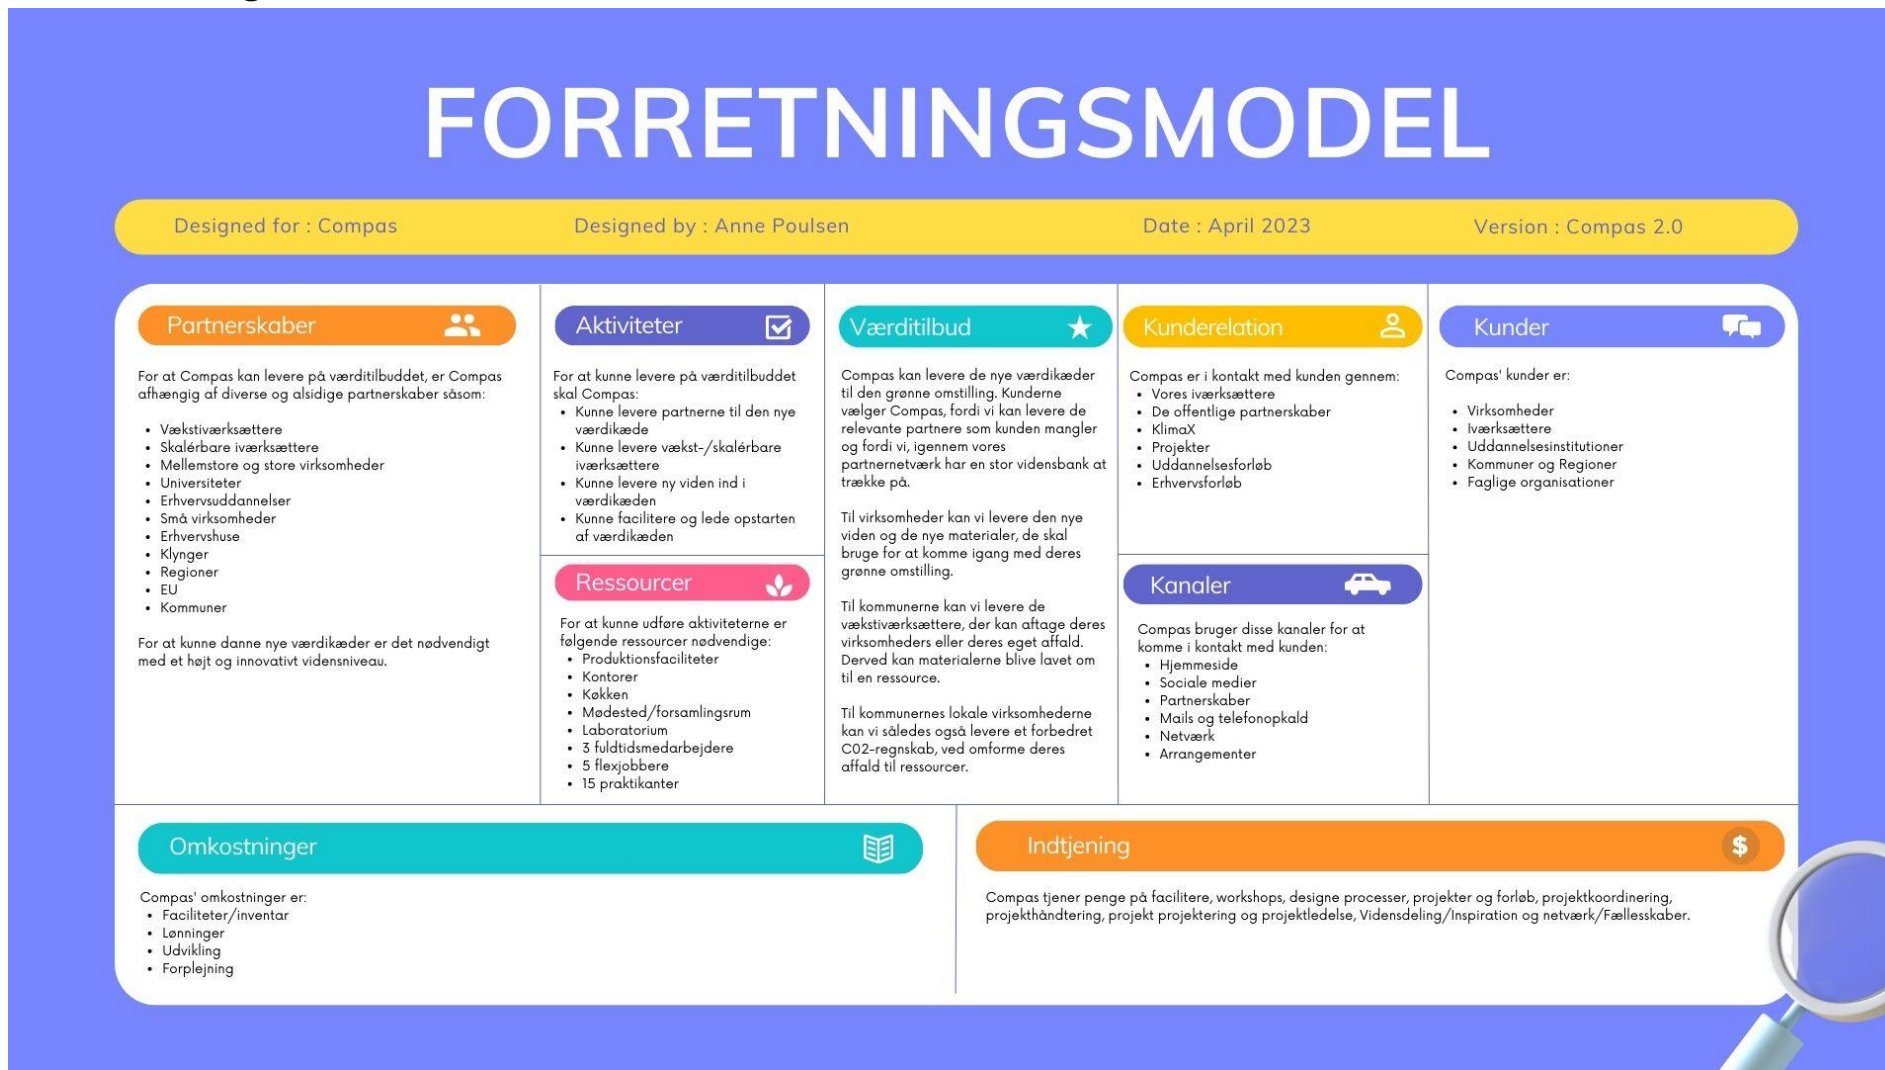 FORRETNINGSMODEL
Designed for : Compas
Designed by : Anne Poulsen
Date : April 2023
Version : Compas 2.0
Partnerskaber
For at Compas kan levere på værditilbuddet, er Compas
afhængig af diverse og alsidige partnerskaber såsom:
• Vækstiværksættere
• Skalérbare iværksættere
• Mellemstore og store virksomheder
• Universiteter
• Erhvervsuddannelser
• Små virksomheder
• Erhvervshuse
• Klynger
• Regioner
• EU
• Kommuner
For at kunne danne nye værdikæder er det nødvendigt
med et højt og innovativt vidensniveau.
Aktiviteter
For at kunne levere på værditilbuddet
skal Compas:
• Kunne levere partnerne til den nye
værdikæde
• Kunne levere vækst-/skalérbare
iværksættere
• Kunne levere ny viden ind i
værdikæden
• Kunne facilitere og lede opstarten
af værdikæden
Ressourcer
For at kunne udføre aktiviteterne er
følgende ressourcer nødvendige:
• Produktionsfaciliteter
• Kontorer
• Køkken
• Mødested/forsamlingsrum
• Laboratorium
• 3 fuldtidsmedarbejdere
• 5 flexjobbere
• 15 praktikanter
Værditilbud
Compas kan levere de nye værdikæder
til den grønne omstilling. Kunderne
vælger Compas, fordi vi kan levere de
relevante partnere som kunden mangler
og fordi vi, igennem vores
partnernetværk har en stor vidensbank at
trække på.
Til virksomheder kan vi levere den nye
viden og de nye materialer, de skal
bruge for at komme igang med deres
grønne omstilling.
Til kommunerne kan vi levere de
vækstiværksættere, der kan aftage deres
virksomheders eller deres eget affald.
Derved kan materialerne blive lavet om
til en ressource.
Til kommunernes lokale virksomhederne
kan vi således også levere et forbedret
C02-regnskab, ved omforme deres
affald til ressourcer.
Kunderelation
Compas er i kontakt med kunden gennem:
• Vores iværksættere
• De offentlige partnerskaber
• KlimaX
• Projekter
• Uddannelsesforløb
• Erhvervsforløb
Kanaler
Compas bruger disse kanaler for at
komme i kontakt med kunden:
• Hjemmeside
• Sociale medier
• Partnerskaber
• Mails og telefonopkald
• Netværk
• Arrangementer
Kunder
Compas' kunder er:
• Virksomheder
• Iværksættere
• Uddannelsesinstitutioner
• Kommuner og Regioner
• Faglige organisationer
Omkostninger
Compas' omkostninger er:
• Faciliteter/inventar
• Lønninger
• Udvikling
• Forplejning
Indtjening
$
Compas tjener penge på facilitere, workshops, designe processer, projekter og forløb, projektkoordinering,
projekthåndtering, projekt projektering og projektledelse, Vidensdeling/Inspiration og netværk/Fællesskaber.